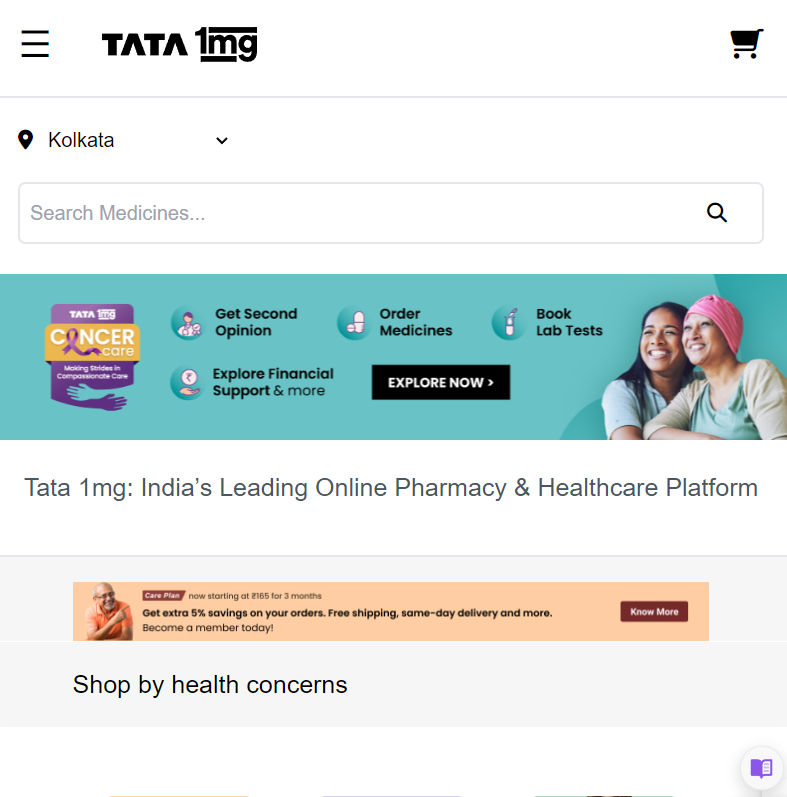 TATA 1mg
Kolkata
Search Medicines...
TATA 1mg
CANCER
care
Making Strides in
Compassionate Care
Get Second
Opinion
Order
Medicines
Book
Lab Tests
Explore Financial
Support & more
EXPLORE NOW >
Tata 1mg: India’s Leading Online Pharmacy & Healthcare Platform
Care Plan now starting at ₹165 for 3 months
Get extra 5% savings on your orders. Free shipping, same-day delivery and more.
Become a member today!
Know More
Shop by health concerns